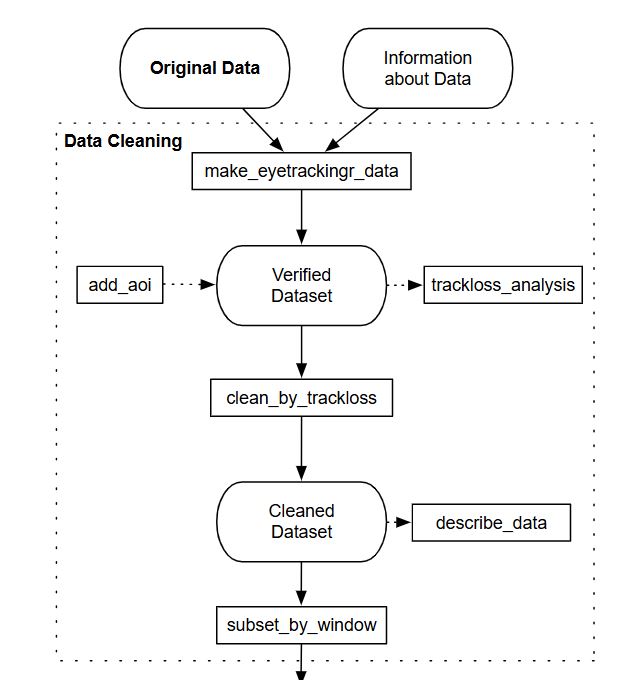 Original Data
Information
about Data
Data Cleaning
make_eyetrackingr_data
Verified
Dataset
add_aoi
trackloss_analysis
clean_by_trackloss
Cleaned
Dataset
describe_data
subset_by_window